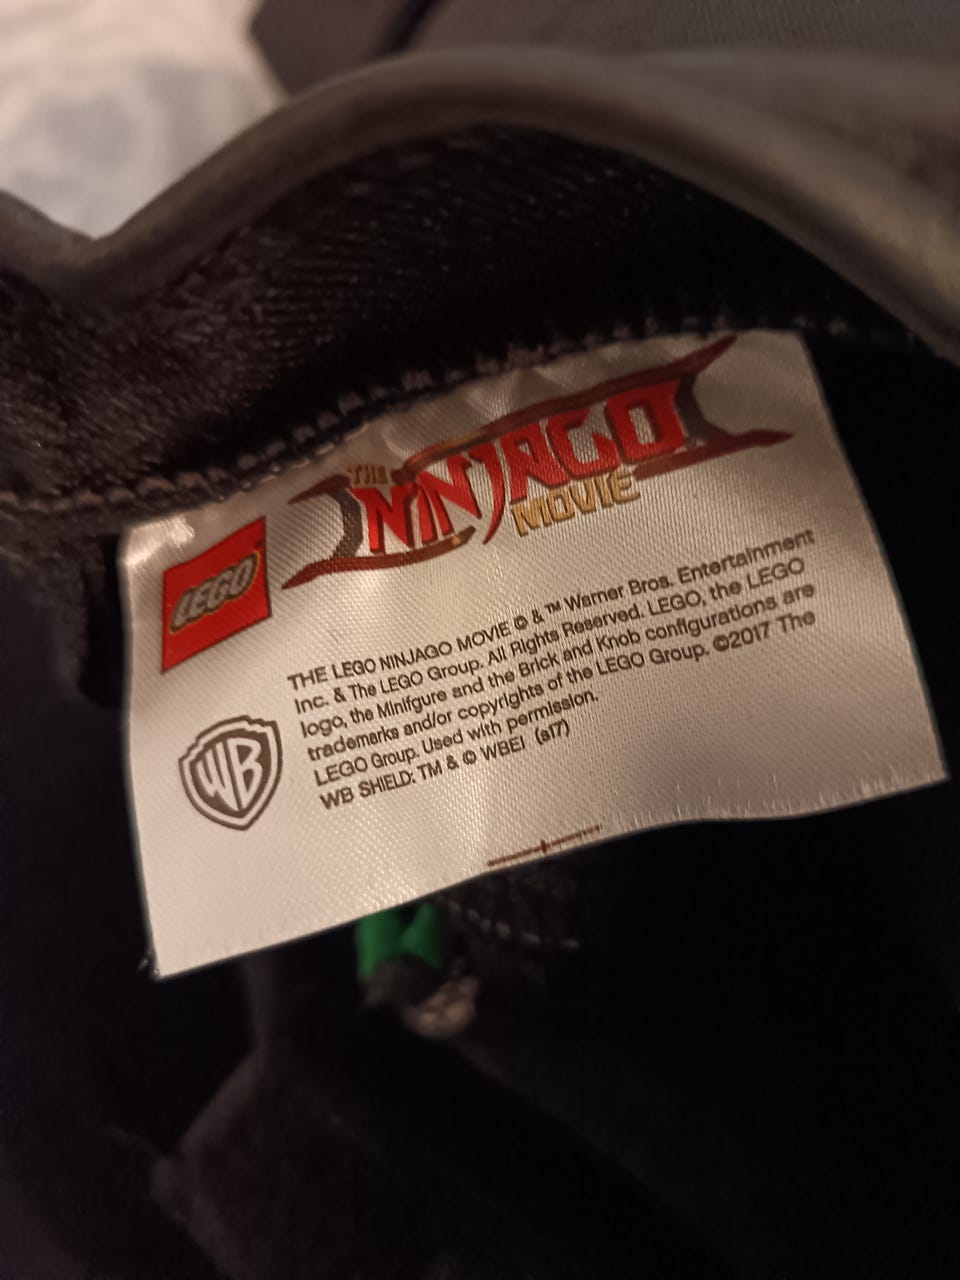 THE
NINJAGO
MOVIE
LEGO
THE LEGO NINJAGO MOVIE © & ™ Warner Bros. Entertainment
Inc. & The LEGO Group. All Rights Reserved. LEGO, the LEGO
logo, the Minifigure and the Brick and Knob configurations are
trademarks and/or copyrights of the LEGO Group. ©2017 The
LEGO Group. Used with permission.
WB SHIELD: TM & © WBEI (s17)
WB